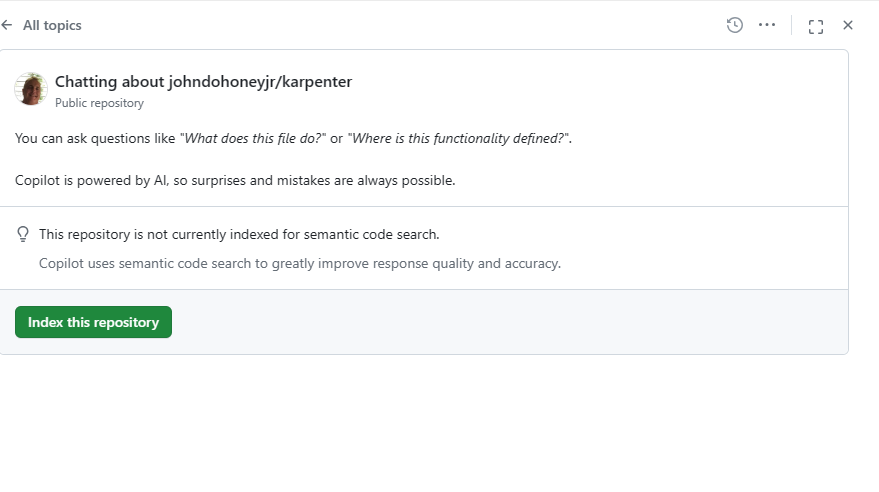 All topics
Chatting about johndohoneyjr/karpenter
Public repository
You can ask questions like "What does this file do?" or "Where is this functionality defined?".
Copilot is powered by AI, so surprises and mistakes are always possible.
This repository is not currently indexed for semantic code search.
Copilot uses semantic code search to greatly improve response quality and accuracy.
Index this repository